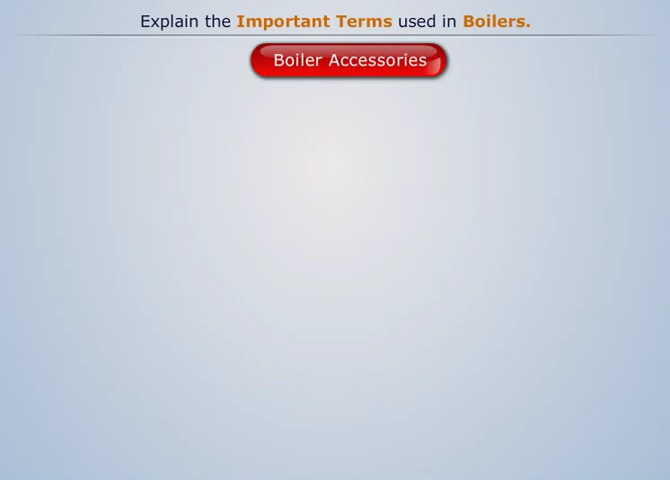 Explain the Important Terms used in Boilers.
Boiler Accessories